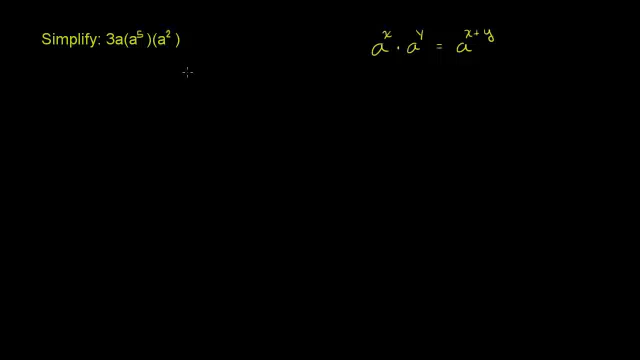 Simplify: 3a(a⁵)(a²)
aˣ · aʸ = aˣ⁺ʸ